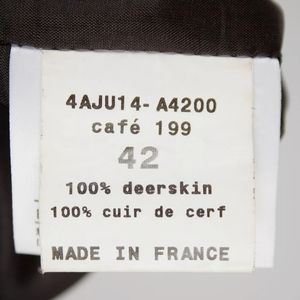 4AJU14-A4200
café 199
42
100% deerskin
100% cuir de cerf
MADE IN FRANCE